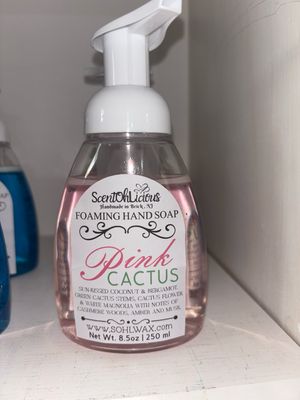 ScentOhLicious
Handmade in Brick, NJ
FOAMING HAND SOAP
Pink
CACTUS
SUN-KISSED COCONUT & BERGAMOT,
GREEN CACTUS STEMS, CACTUS FLOWER
& WHITE MAGNOLIA WITH NOTES OF
CASHMERE WOODS, AMBER AND MUSK.
WWW.SOHLWAX.COM
Net Wt. 8.5oz | 250 ml